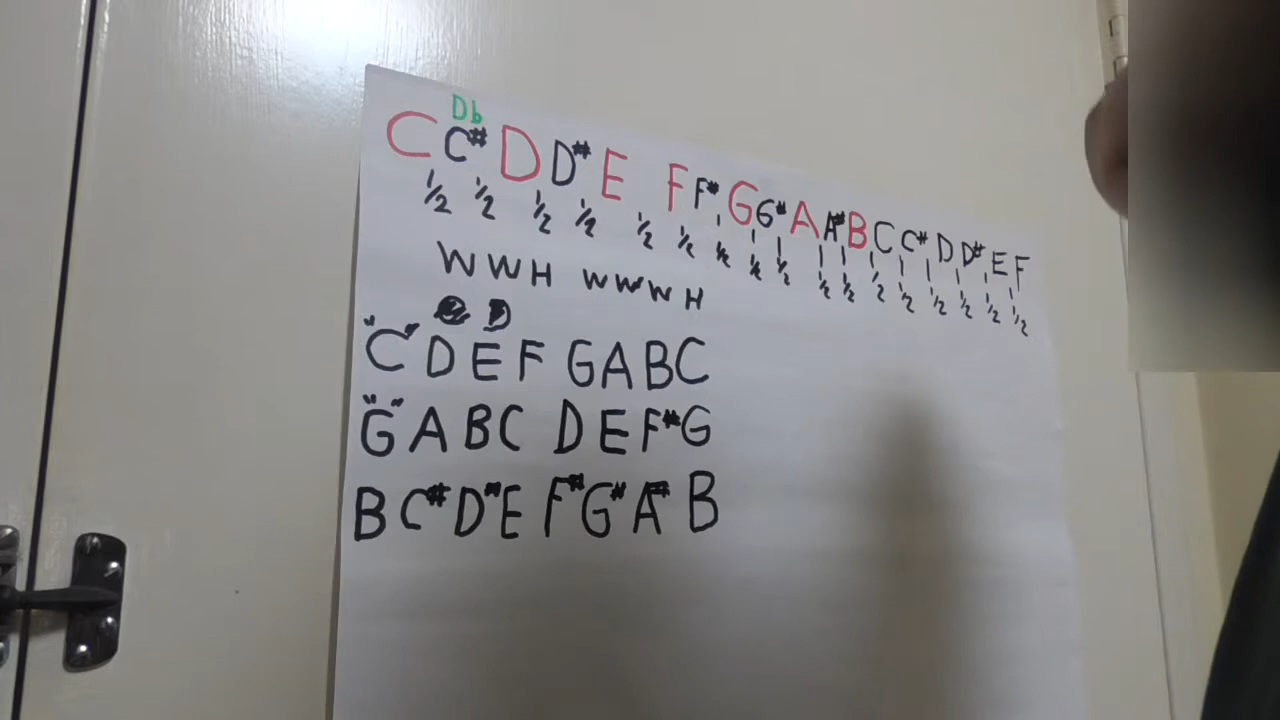 Db
C C# D D# E F F# G G# A A# B C C# D D# E F
1/2 1/2 1/2 1/2 1/2 1/2 1/2 1/2 1/2 1/2 1/2 1/2 1/2 1/2 1/2 1/2 1/2
W W H W W W H
D
"C" D E F G A B C
"G" A B C D E F# G
B C# D# E F# G# A# B